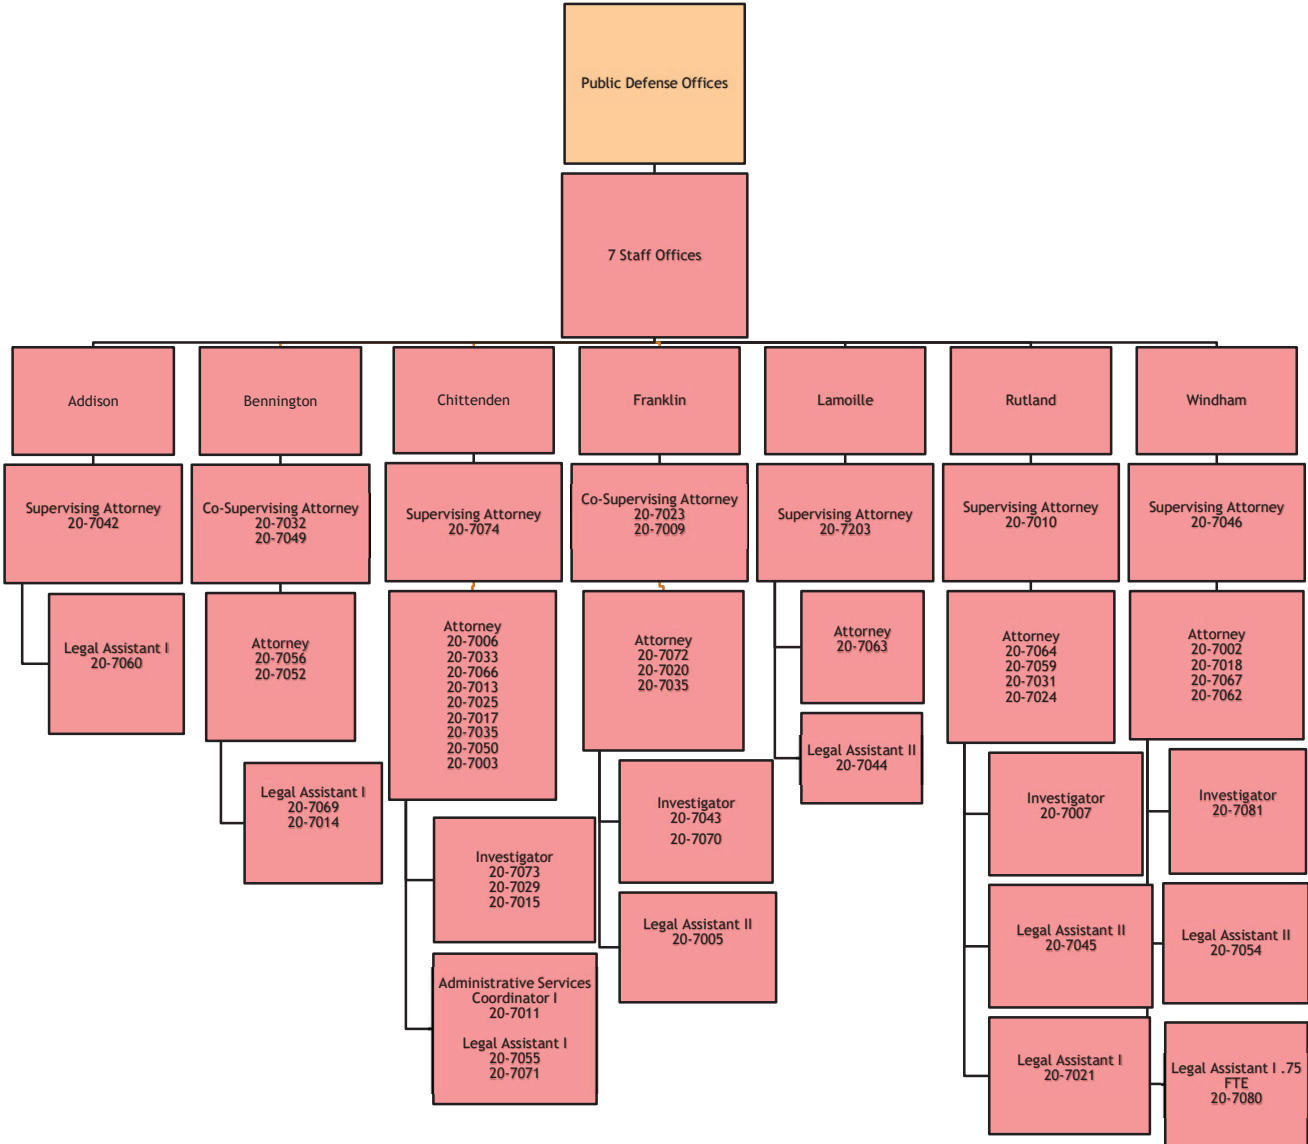 Public Defense Offices
7 Staff Offices
Addison
Supervising Attorney
20-7042
Legal Assistant I
20-7060
Bennington
Co-Supervising Attorney
20-7032
20-7049
Attorney
20-7056
20-7052
Legal Assistant I
20-7069
20-7014
Chittenden
Supervising Attorney
20-7074
Attorney
20-7006
20-7033
20-7066
20-7013
20-7025
20-7017
20-7035
20-7050
20-7003
Investigator
20-7073
20-7029
20-7015
Administrative Services
Coordinator I
20-7011
Legal Assistant I
20-7055
20-7071
Franklin
Co-Supervising Attorney
20-7023
20-7009
Attorney
20-7072
20-7020
20-7035
Investigator
20-7043
20-7070
Legal Assistant II
20-7005
Lamoille
Supervising Attorney
20-7203
Attorney
20-7063
Legal Assistant II
20-7044
Rutland
Supervising Attorney
20-7010
Attorney
20-7064
20-7059
20-7031
20-7024
Investigator
20-7007
Legal Assistant II
20-7045
Legal Assistant I
20-7021
Windham
Supervising Attorney
20-7046
Attorney
20-7002
20-7018
20-7067
20-7062
Investigator
20-7081
Legal Assistant II
20-7054
Legal Assistant I .75
FTE
20-7080